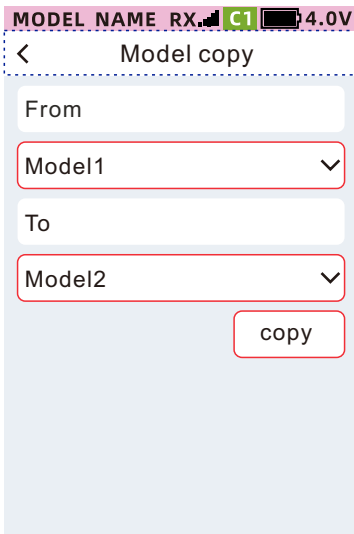 MODEL NAME RX C1 4.0V
Model copy
From
Model1
To
Model2
copy